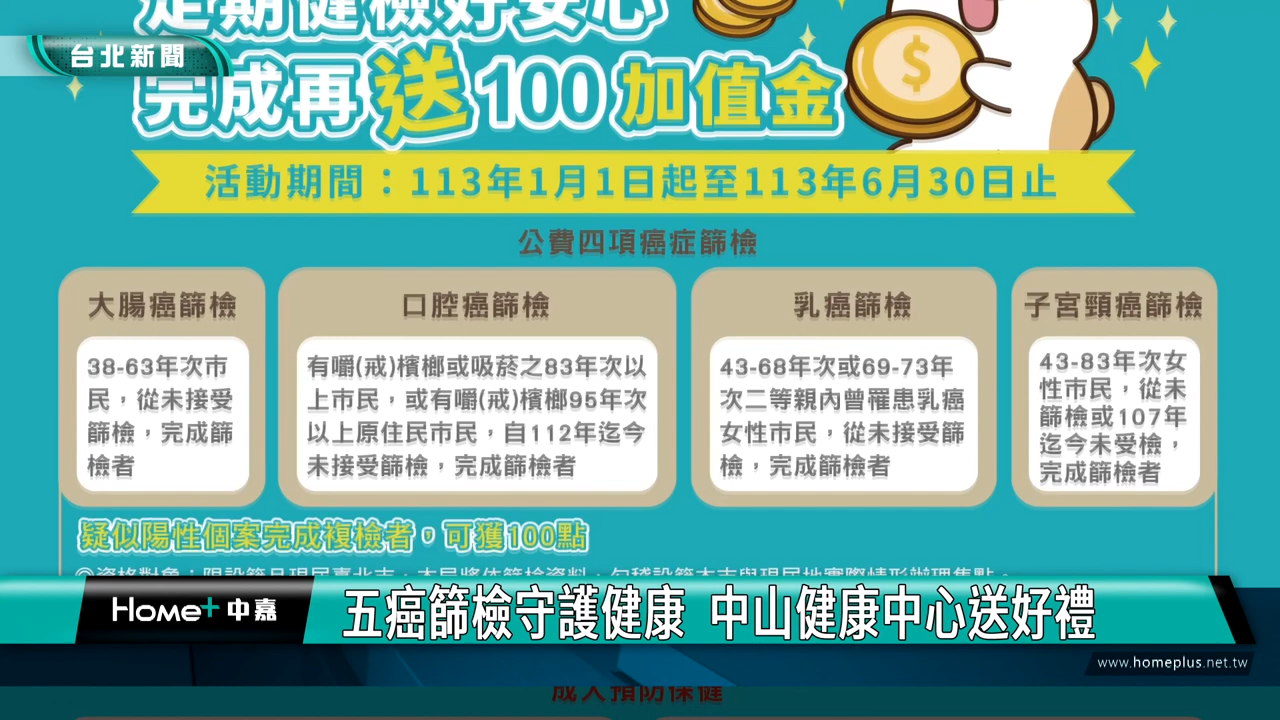 定期健檢好安心
台北新聞
完成再送100加值金
$
活動期間：113年1月1日起至113年6月30日止
公費四項癌症篩檢
大腸癌篩檢
38-63年次市
民，從未接受
篩檢，完成篩
檢者
口腔癌篩檢
有嚼(戒)檳榔或吸菸之83年次以
上市民，或有嚼(戒)檳榔95年次
以上原住民市民，自112年迄今
未接受篩檢，完成篩檢者
乳癌篩檢
43-68年次或69-73年
次二等親內曾罹患乳癌
女性市民，從未接受篩
檢，完成篩檢者
子宮頸癌篩檢
43-83年次女
性市民，從未
篩檢或107年
迄今未受檢，
完成篩檢者
疑似陽性個案完成複檢者，可獲100點
Home+ 中嘉
五癌篩檢守護健康 中山健康中心送好禮
www.homeplus.net.tw
成人預防保健